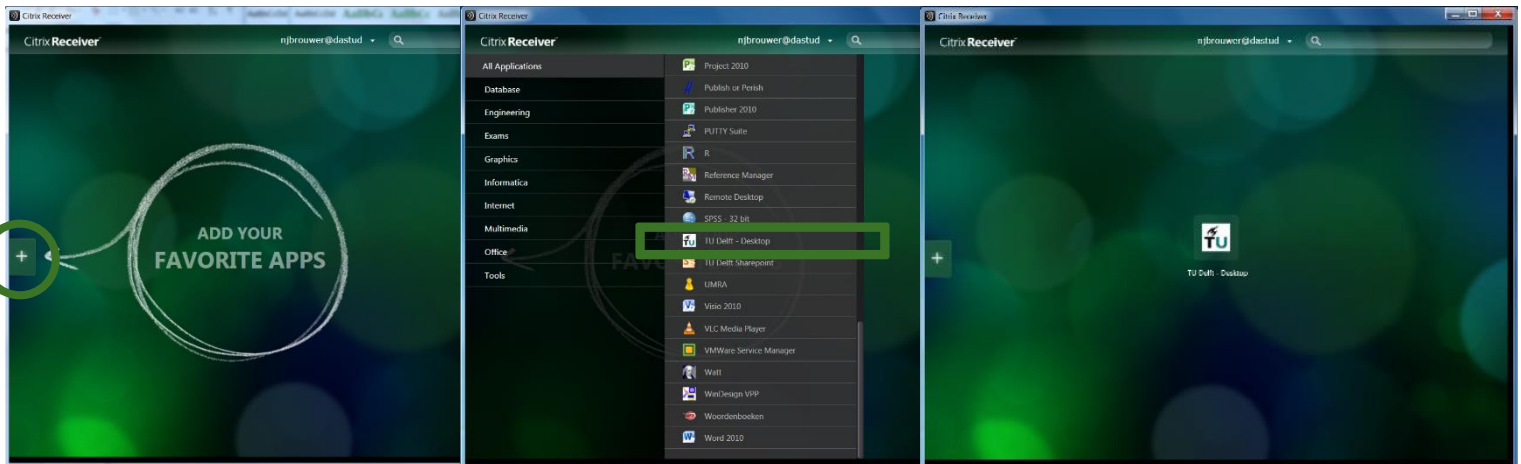 Citrix Receiver
Citrix Receiver
njbrouwer@dastud
ADD YOUR
FAVORITE APPS
+
Citrix Receiver
Citrix Receiver
njbrouwer@dastud
All Applications
Database
Engineering
Exams
Graphics
Informatica
Internet
Multimedia
Office
Tools
Project 2010
Publish or Perish
Publisher 2010
PUTTY Suite
R
Reference Manager
Remote Desktop
SPSS - 32 bit
TU Delft - Desktop
TU Delft Sharepoint
UMRA
Visio 2010
VLC Media Player
VMWare Service Manager
Watt
WinDesign VPP
Woordenboeken
Word 2010
Citrix Receiver
Citrix Receiver
njbrouwer@dastud
+
TU
TU Delft - Desktop